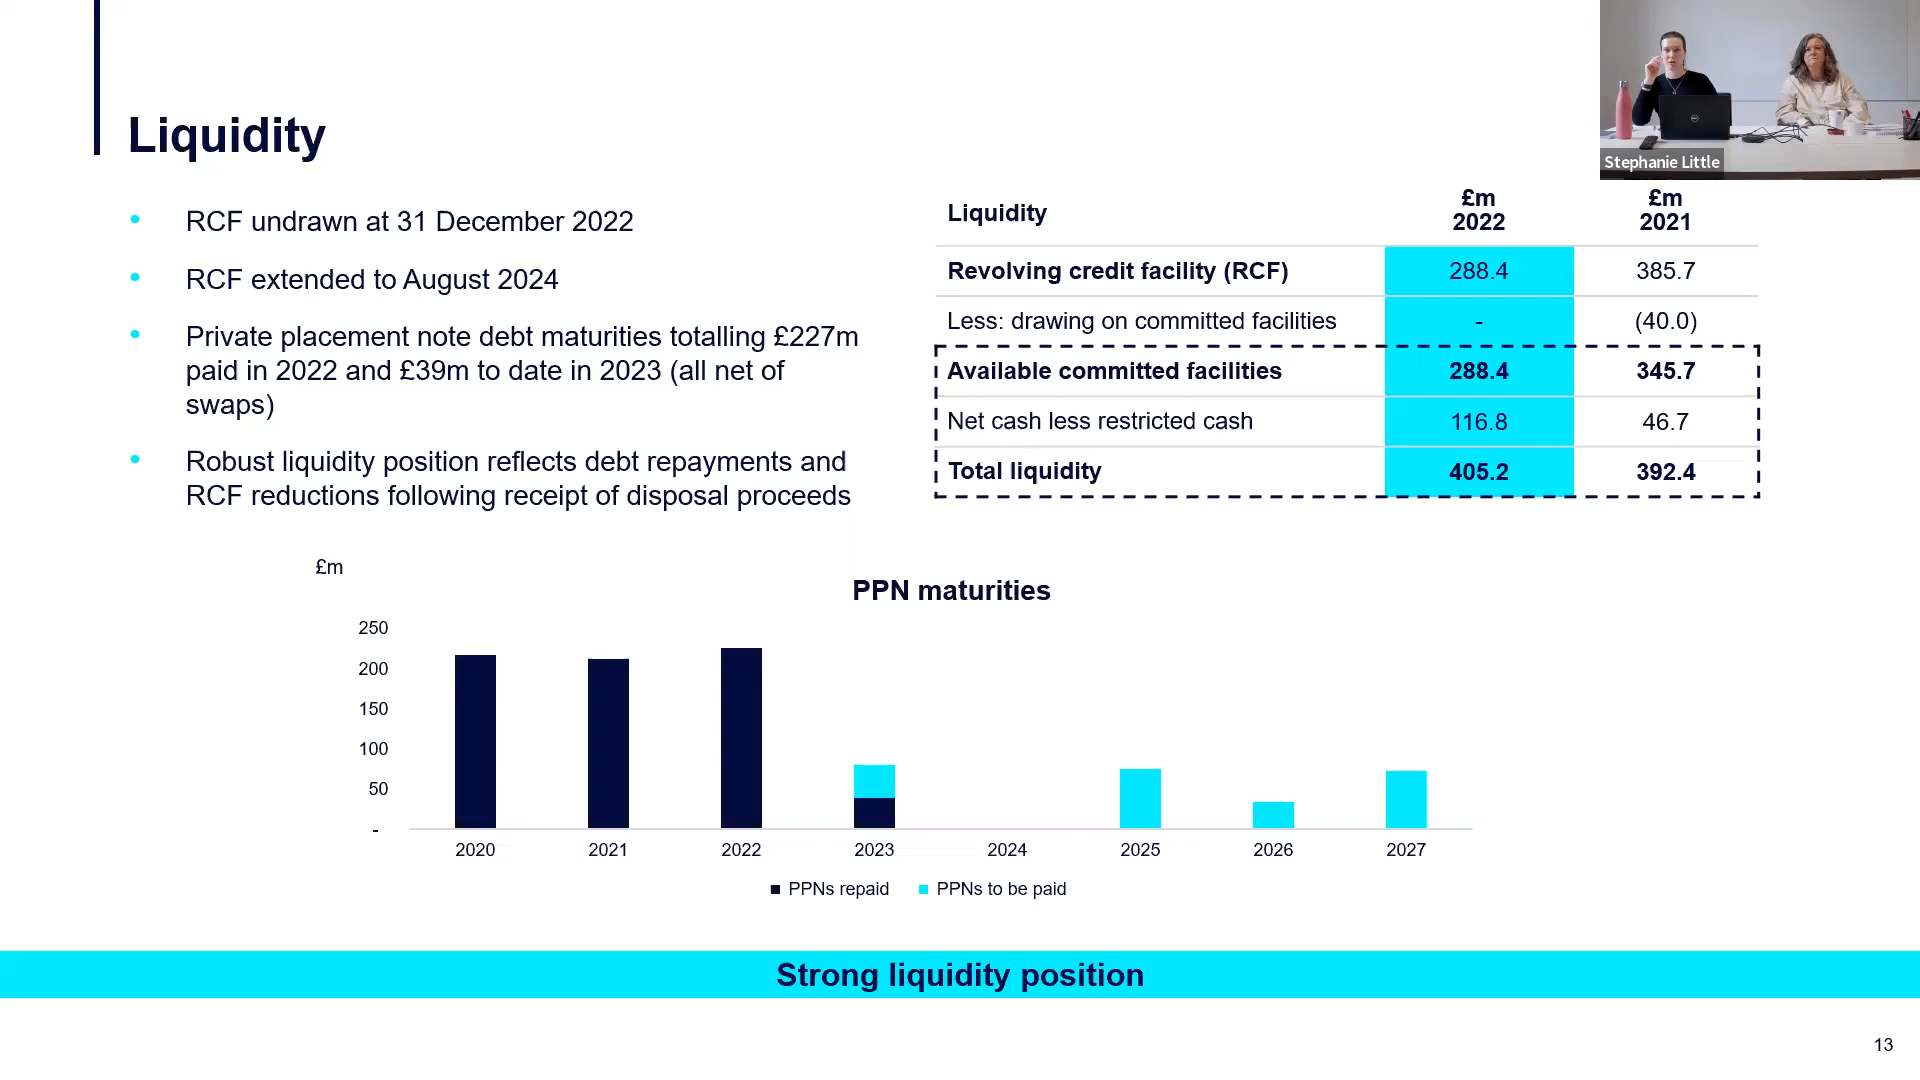 Liquidity
• RCF undrawn at 31 December 2022
• RCF extended to August 2024
• Private placement note debt maturities totalling £227m
paid in 2022 and £39m to date in 2023 (all net of
swaps)
• Robust liquidity position reflects debt repayments and
RCF reductions following receipt of disposal proceeds
Stephanie Little
Liquidity £m 2022 £m 2021
Revolving credit facility (RCF) 288.4 385.7
Less: drawing on committed facilities - (40.0)
Available committed facilities 288.4 345.7
Net cash less restricted cash 116.8 46.7
Total liquidity 405.2 392.4
£m
PPN maturities
250
200
150
100
50
-
2020 2021 2022 2023 2024 2025 2026 2027
PPNs repaid PPNs to be paid
Strong liquidity position
13